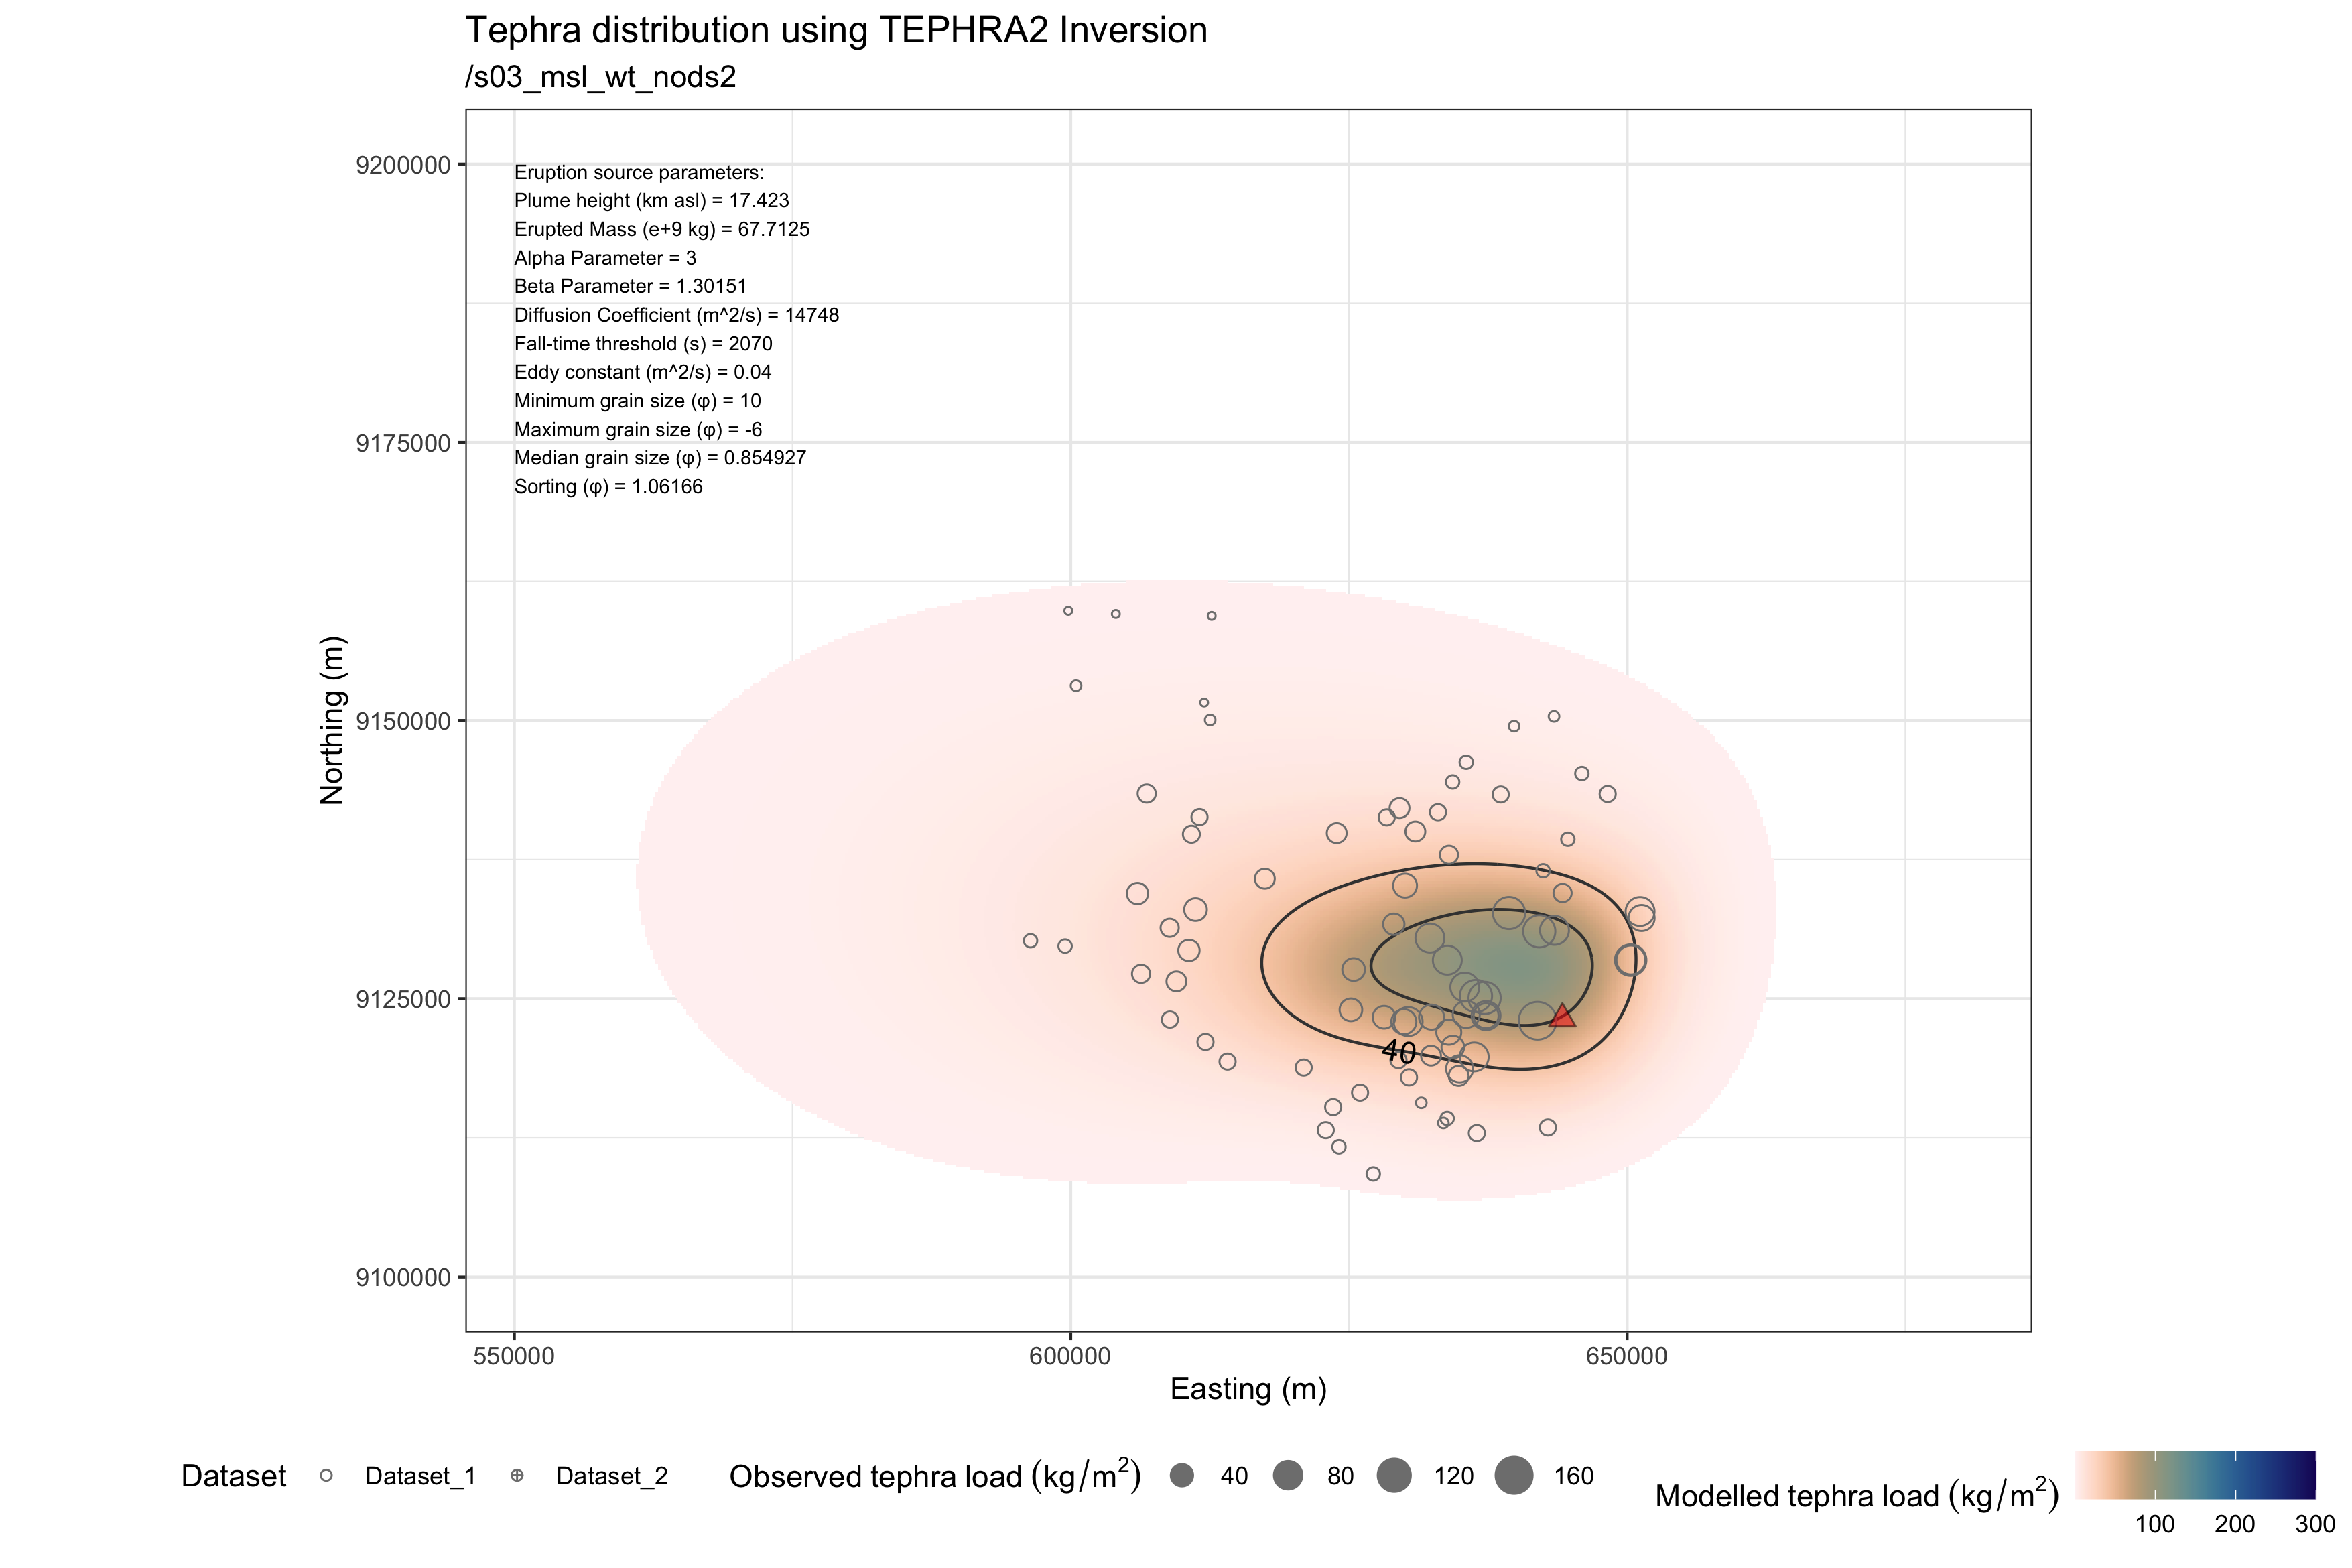 Tephra distribution using TEPHRA2 Inversion
/s03_msl_wt_nods2
Eruption source parameters:
Plume height (km asl) = 17.423
Erupted Mass (e+9 kg) = 67.7125
Alpha Parameter = 3
Beta Parameter = 1.30151
Diffusion Coefficient (m^2/s) = 14748
Fall-time threshold (s) = 2070
Eddy constant (m^2/s) = 0.04
Minimum grain size (φ) = 10
Maximum grain size (φ) = -6
Median grain size (φ) = 0.854927
Sorting (φ) = 1.06166
9200000
9175000
9150000
9125000
9100000
Northing (m)
40
550000 600000 650000
Easting (m)
Dataset Dataset_1 Dataset_2 Observed tephra load (kg/m²) 40 80 120 160
Modelled tephra load (kg/m²)
100 200 300